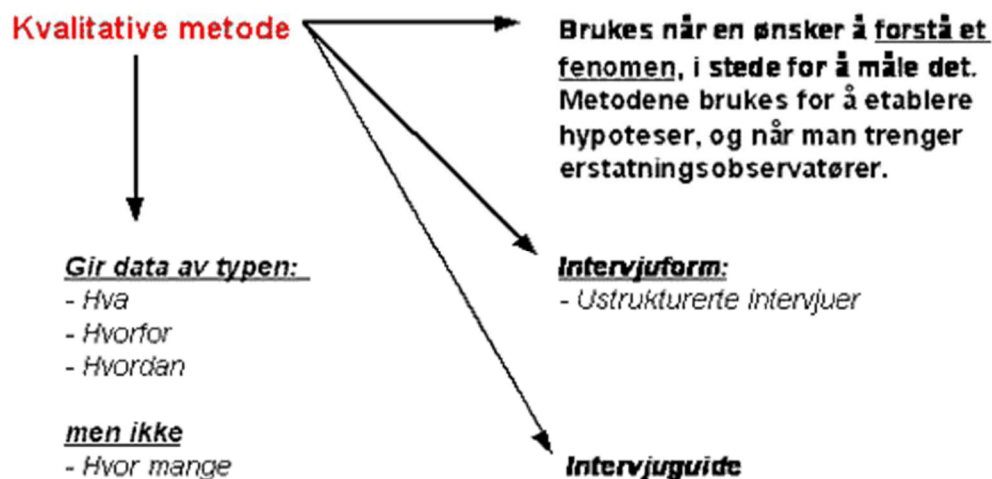 Kvalitative metode
Brukes når en ønsker å forstå et
fenomen, i stede for å måle det.
Metodene brukes for å etablere
hypoteser, og når man trenger
erstatningsobservatører.
Gir data av typen:
- Hva
- Hvorfor
- Hvordan
men ikke
- Hvor mange
Intervjuform:
- Ustrukturerte intervjuer
Intervjuguide